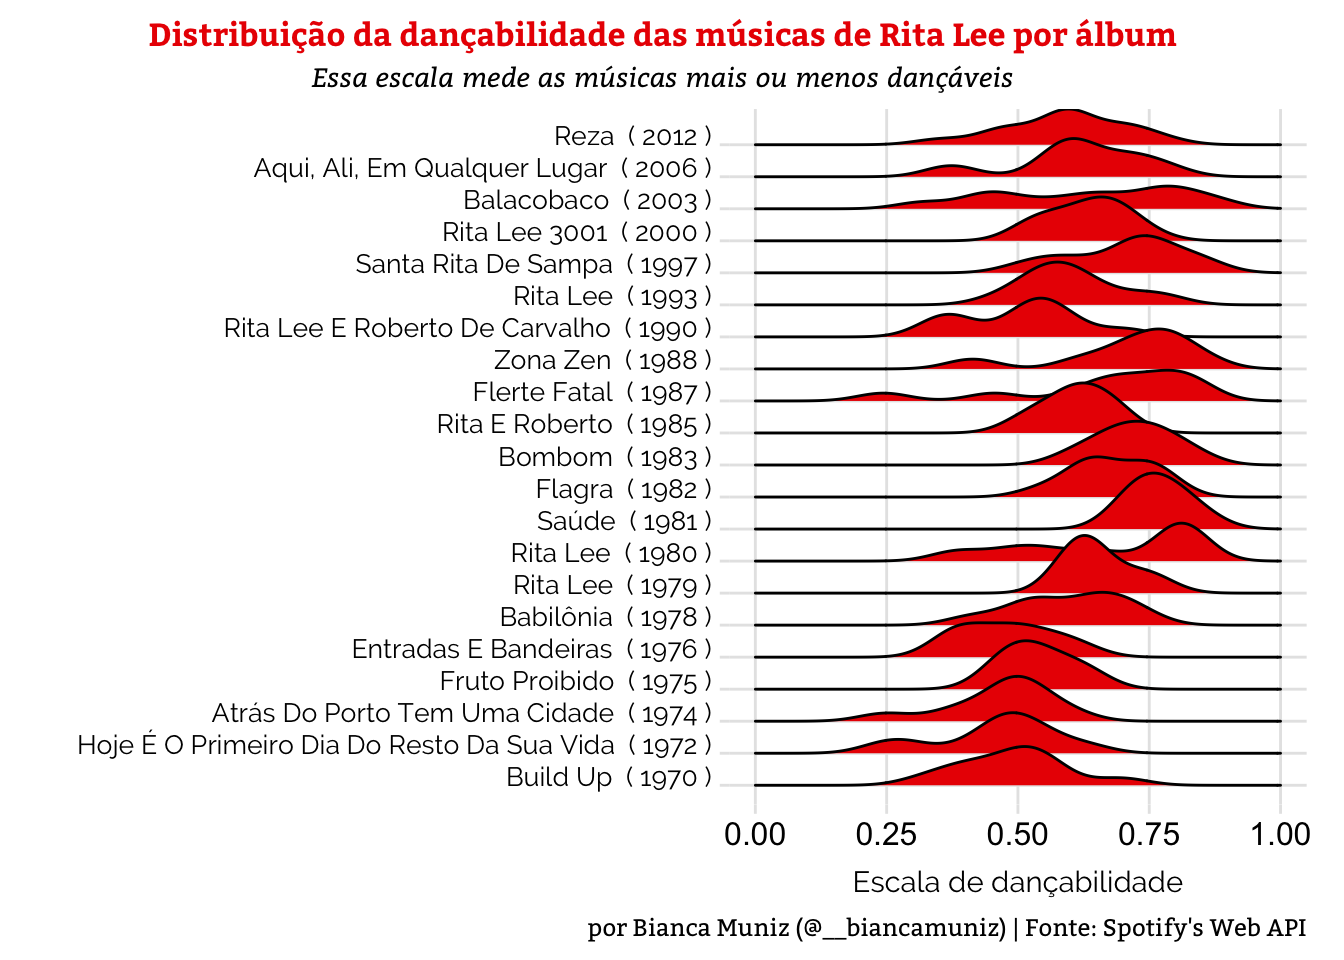 Distribuição da dançabilidade das músicas de Rita Lee por álbum
Essa escala mede as músicas mais ou menos dançáveis
Reza ( 2012 )
Aqui, Ali, Em Qualquer Lugar ( 2006 )
Balacobaco ( 2003 )
Rita Lee 3001 ( 2000 )
Santa Rita De Sampa ( 1997 )
Rita Lee ( 1993 )
Rita Lee E Roberto De Carvalho ( 1990 )
Zona Zen ( 1988 )
Flerte Fatal ( 1987 )
Rita E Roberto ( 1985 )
Bombom ( 1983 )
Flagra ( 1982 )
Saúde ( 1981 )
Rita Lee ( 1980 )
Rita Lee ( 1979 )
Babilônia ( 1978 )
Entradas E Bandeiras ( 1976 )
Fruto Proibido ( 1975 )
Atrás Do Porto Tem Uma Cidade ( 1974 )
Hoje É O Primeiro Dia Do Resto Da Sua Vida ( 1972 )
Build Up ( 1970 )
0.00 0.25 0.50 0.75 1.00
Escala de dançabilidade
por Bianca Muniz (@__biancamuniz) | Fonte: Spotify's Web API